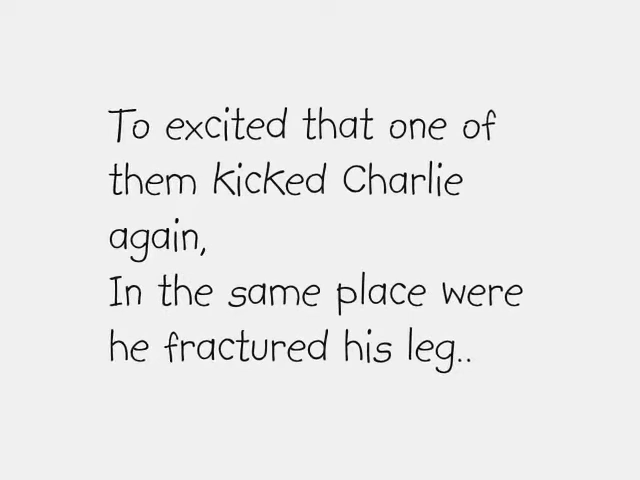 To excited that one of
them kicked Charlie
again,
In the same place were
he fractured his leg..